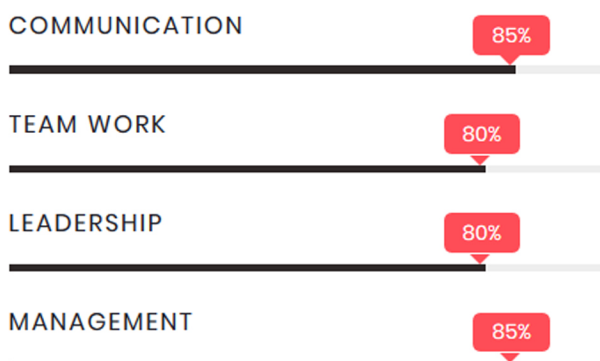 COMMUNICATION
85%
TEAM WORK
80%
LEADERSHIP
80%
MANAGEMENT
85%